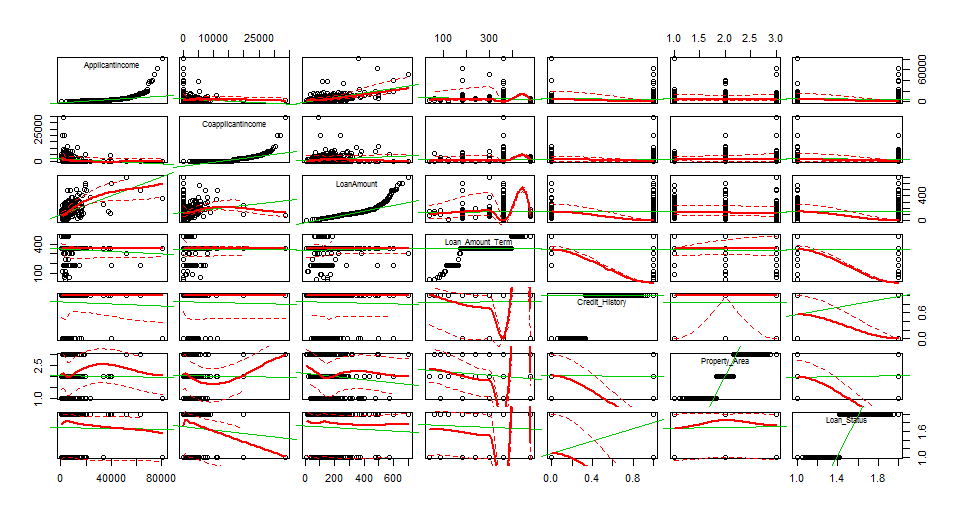 0 10000 25000 100 300 1.0 1.5 2.0 2.5 3.0
ApplicantIncome
0 60000
0 25000
CoapplicantIncome
LoanAmount
0 400
100 400
Loan_Amount_Term
Credit_History
0.0 0.6
1.0 2.5
Property_Area
Loan_Status
1.0 1.6
0 40000 80000 0 200 400 600 0.0 0.4 0.8 1.0 1.4 1.8